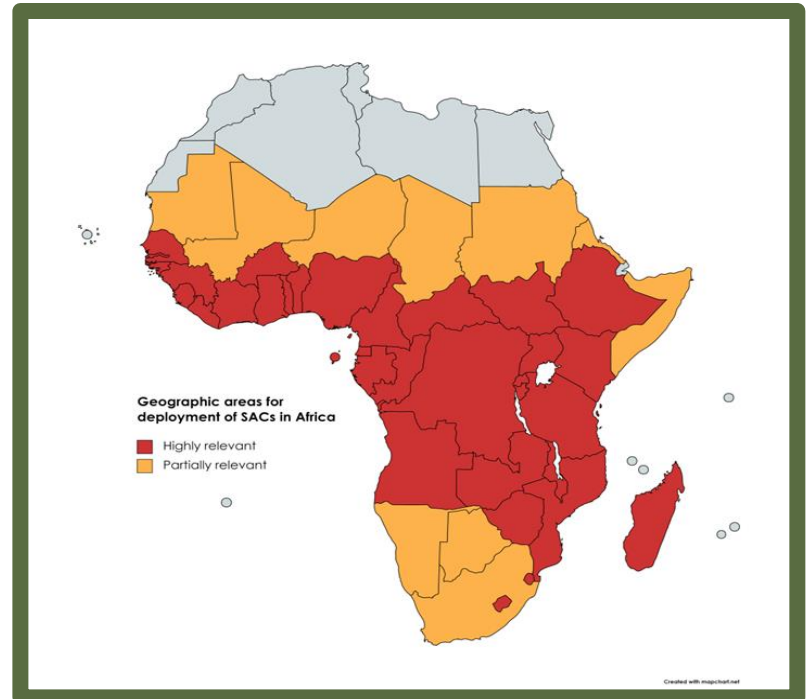 Geographic areas for
deployment of SACs in Africa
Highly relevant
Partially relevant
Created with mapchart.net